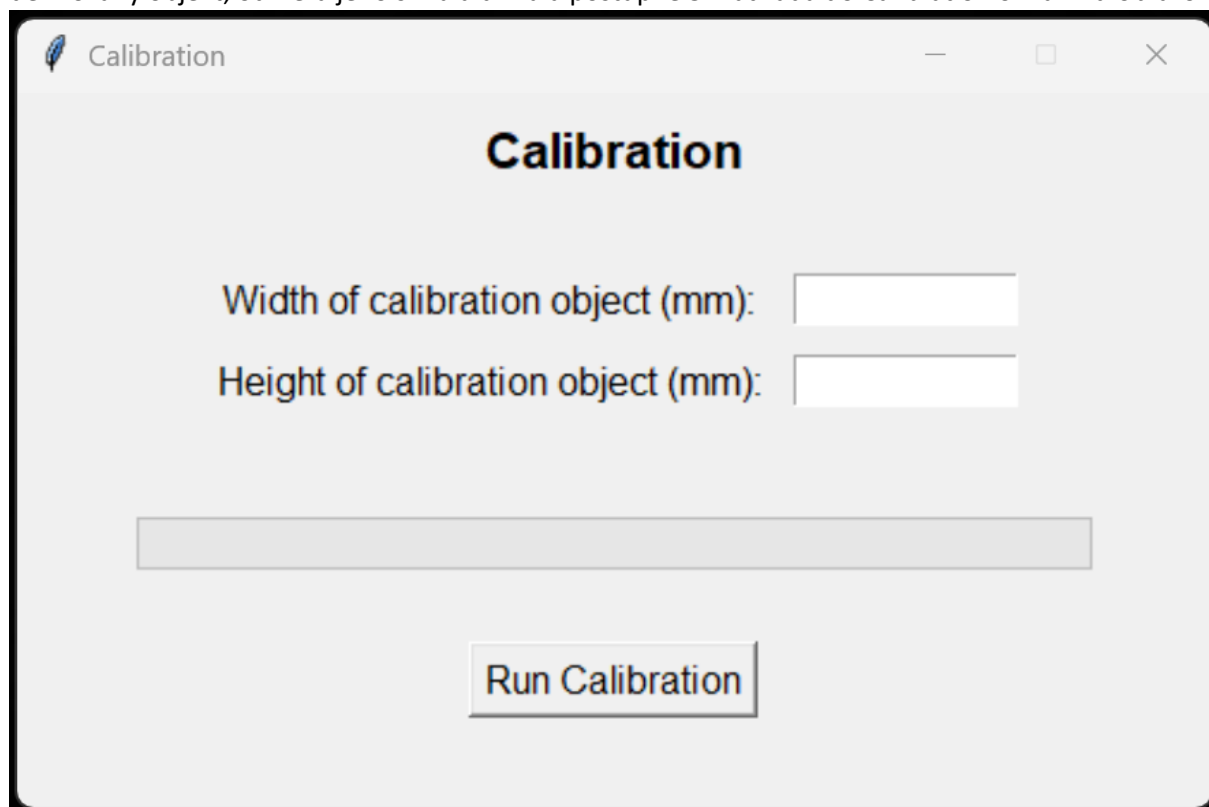 Calibration
Calibration
Width of calibration object (mm):
Height of calibration object (mm):
Run Calibration